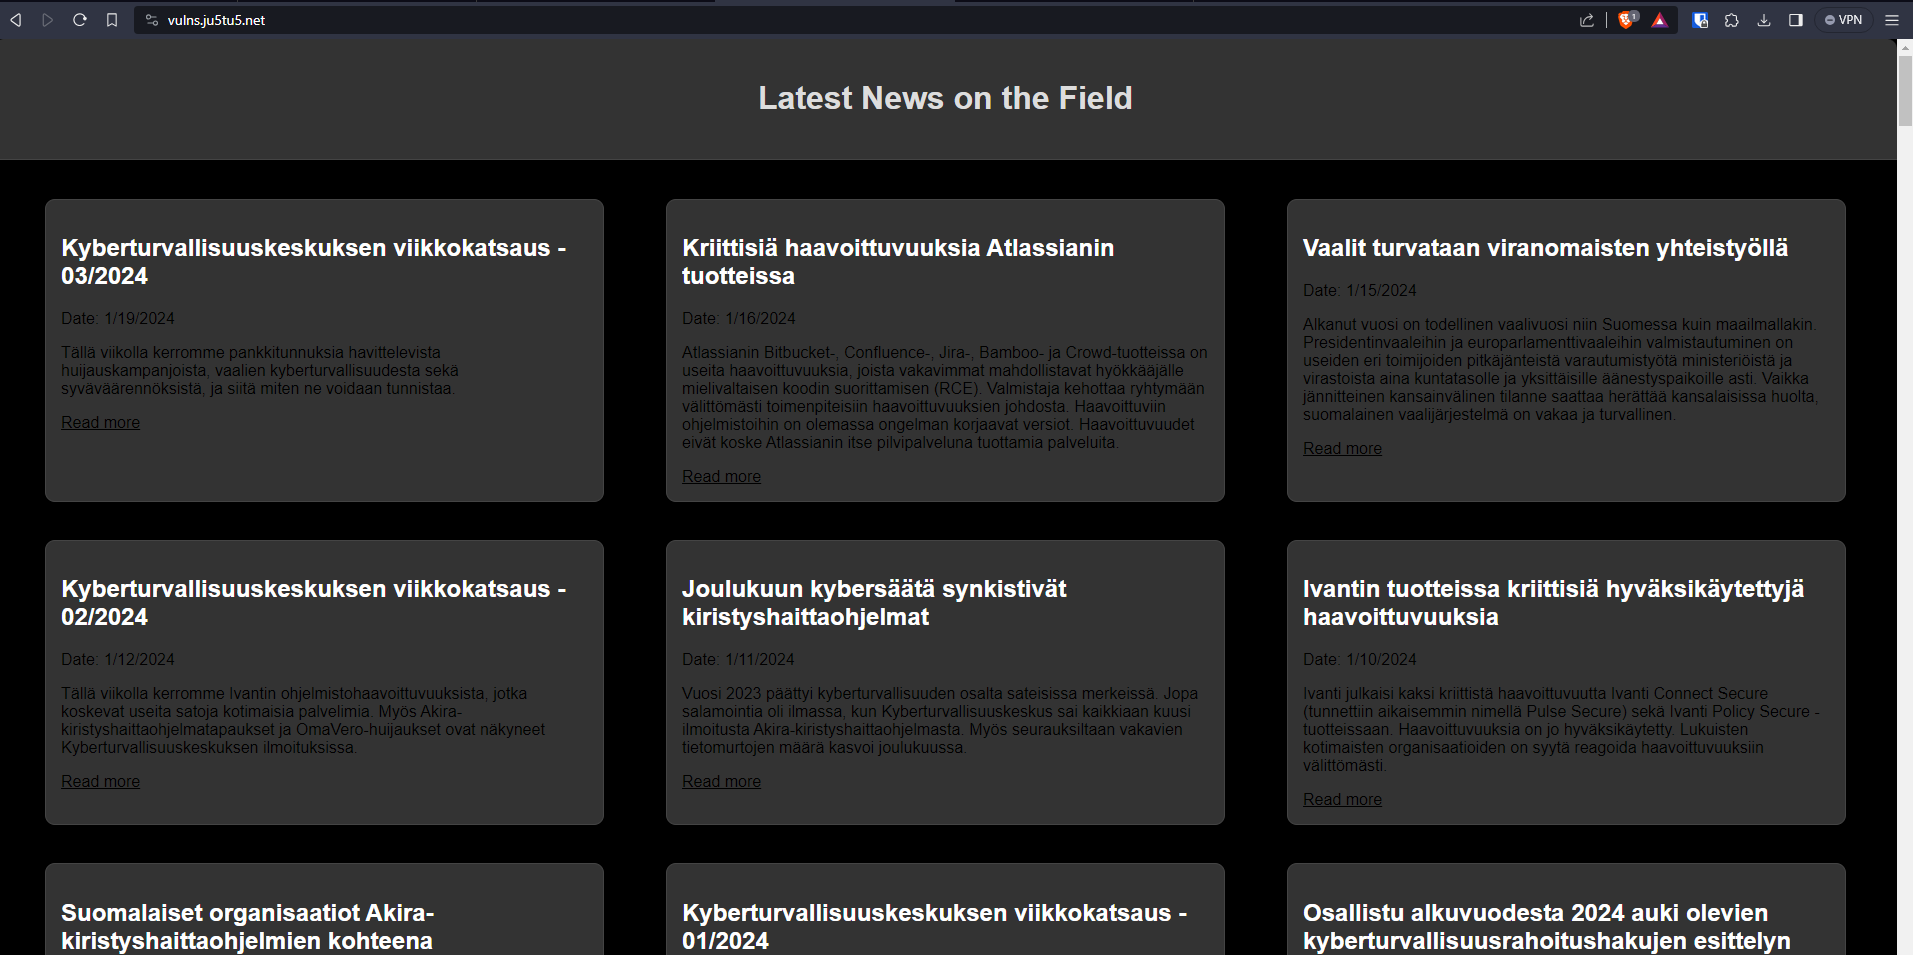 vulns.ju5tu5.net
1
VPN
Latest News on the Field
Kyberturvallisuuskeskuksen viikkokatsaus -
03/2024
Date: 1/19/2024
Tällä viikolla kerromme pankkitunnuksia havittelevista
huijauskampanjoista, vaalien kyberturvallisuudesta sekä
syväväärennöksistä, ja siitä miten ne voidaan tunnistaa.
Read more
Kriittisiä haavoittuvuuksia Atlassianin
tuotteissa
Date: 1/16/2024
Atlassianin Bitbucket-, Confluence-, Jira-, Bamboo- ja Crowd-tuotteissa on
useita haavoittuvuuksia, joista vakavimmat mahdollistavat hyökkääjälle
mielivaltaisen koodin suorittamisen (RCE). Valmistaja kehottaa ryhtymään
välittömästi toimenpiteisiin haavoittuvuuksien johdosta. Haavoittuviin
ohjelmistoihin on olemassa ongelman korjaavat versiot. Haavoittuvuudet
eivät koske Atlassianin itse pilvipalveluna tuottamia palveluita.
Read more
Vaalit turvataan viranomaisten yhteistyöllä
Date: 1/15/2024
Alkanut vuosi on todellinen vaalivuosi niin Suomessa kuin maailmallakin.
Presidentinvaaleihin ja europarlamenttivaaleihin valmistautuminen on
useiden eri toimijoiden pitkäjänteistä varautumistyötä ministeriöistä ja
virastoista aina kuntatasolle ja yksittäisille äänestyspaikoille asti. Vaikka
jännitteinen kansainvälinen tilanne saattaa herättää kansalaisissa huolta,
suomalainen vaalijärjestelmä on vakaa ja turvallinen.
Read more
Kyberturvallisuuskeskuksen viikkokatsaus -
02/2024
Date: 1/12/2024
Tällä viikolla kerromme Ivantin ohjelmistohaavoittuvuuksista, jotka
koskevat useita satoja kotimaisia palvelimia. Myös Akira-
kiristyshaittaohjelmatapaukset ja OmaVero-huijaukset ovat näkyneet
Kyberturvallisuuskeskuksen ilmoituksissa.
Read more
Joulukuun kybersäätä synkistivät
kiristyshaittaohjelmat
Date: 1/11/2024
Vuosi 2023 päättyi kyberturvallisuuden osalta sateisissa merkeissä. Jopa
salamointia oli ilmassa, kun Kyberturvallisuuskeskus sai kaikkiaan kuusi
ilmoitusta Akira-kiristyshaittaohjelmasta. Myös seurauksiltaan vakavien
tietomurtojen määrä kasvoi joulukuussa.
Read more
Ivantin tuotteissa kriittisiä hyväksikäytettyjä
haavoittuvuuksia
Date: 1/10/2024
Ivanti julkaisi kaksi kriittistä haavoittuvuutta Ivanti Connect Secure
(tunnettiin aikaisemmin nimellä Pulse Secure) sekä Ivanti Policy Secure -
tuotteissaan. Haavoittuvuuksia on jo hyväksikäytetty. Lukuisten
kotimaisten organisaatioiden on syytä reagoida haavoittuvuuksiin
välittömästi.
Read more
Suomalaiset organisaatiot Akira-
kiristyshaittaohjelmien kohteena
Kyberturvallisuuskeskuksen viikkokatsaus -
01/2024
Osallistu alkuvuodesta 2024 auki olevien
kyberturvallisuusrahoitushakujen esittelyn